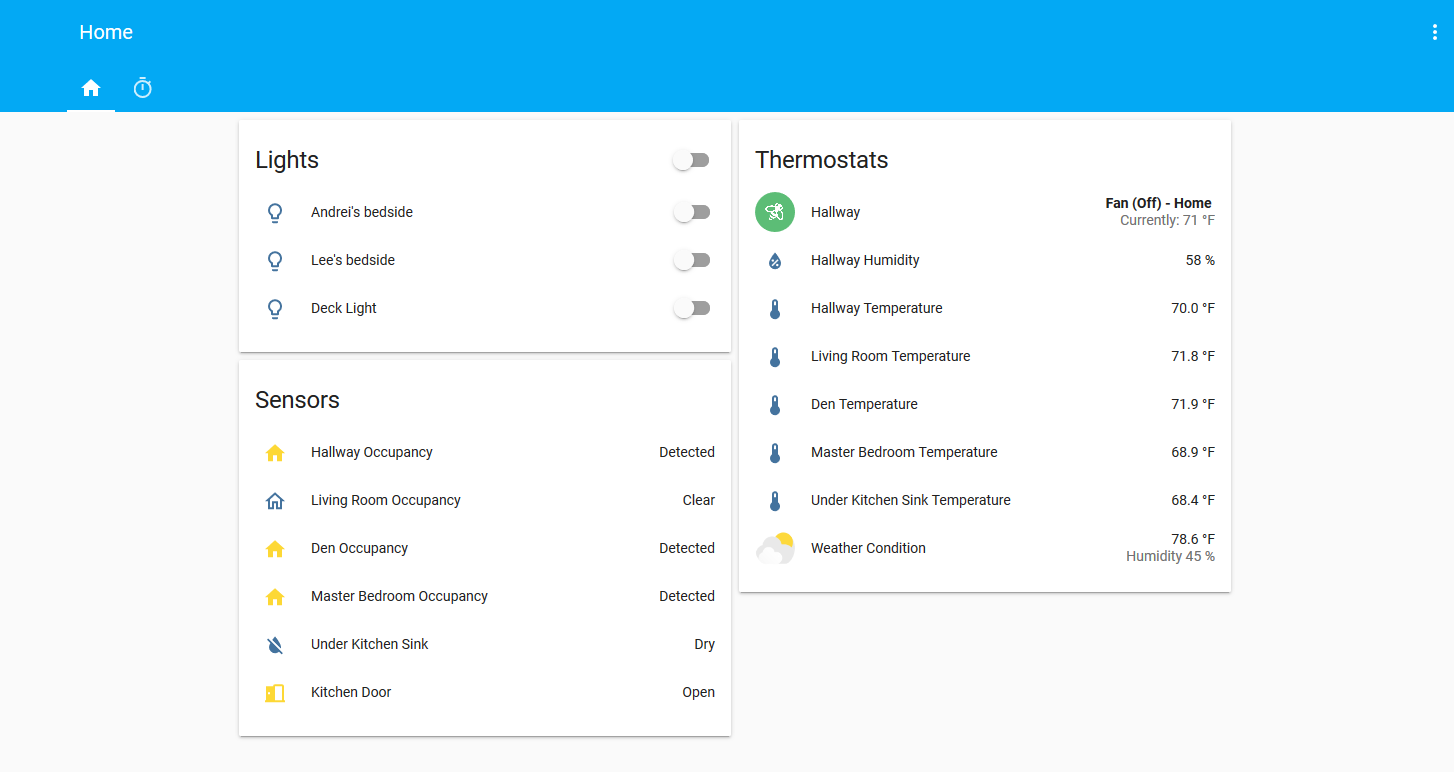 Home
Lights
Andrei's bedside
Lee's bedside
Deck Light
Sensors
Hallway Occupancy Detected
Living Room Occupancy Clear
Den Occupancy Detected
Master Bedroom Occupancy Detected
Under Kitchen Sink Dry
Kitchen Door Open
Thermostats
Hallway Fan (Off) - Home
Currently: 71 °F
Hallway Humidity 58 %
Hallway Temperature 70.0 °F
Living Room Temperature 71.8 °F
Den Temperature 71.9 °F
Master Bedroom Temperature 68.9 °F
Under Kitchen Sink Temperature 68.4 °F
Weather Condition 78.6 °F
Humidity 45 %